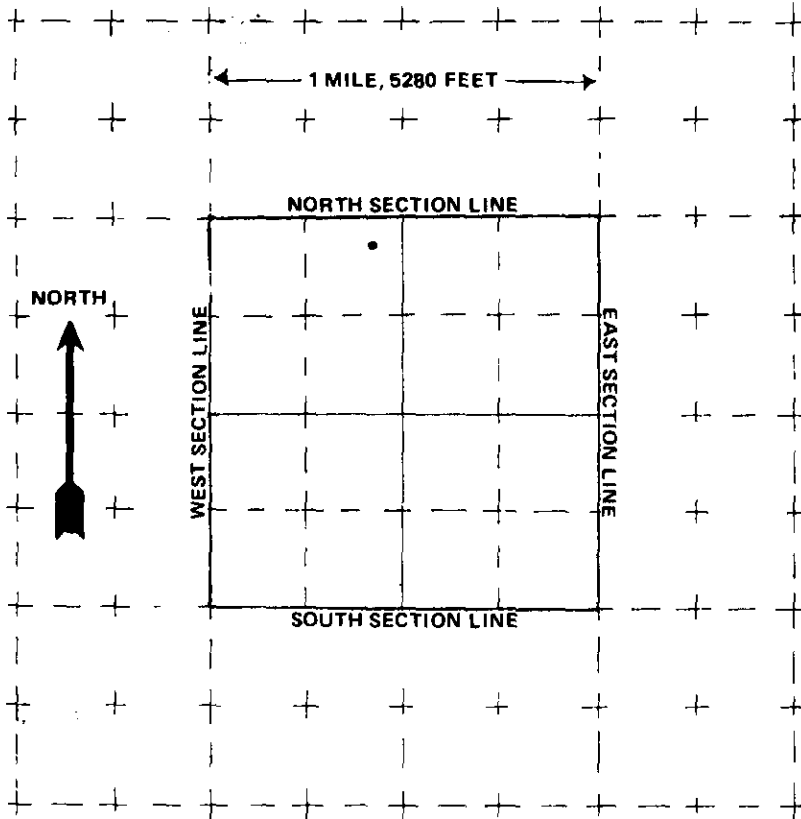 1 MILE, 5280 FEET
NORTH SECTION LINE
NORTH
WEST SECTION LINE
EAST SECTION LINE
SOUTH SECTION LINE